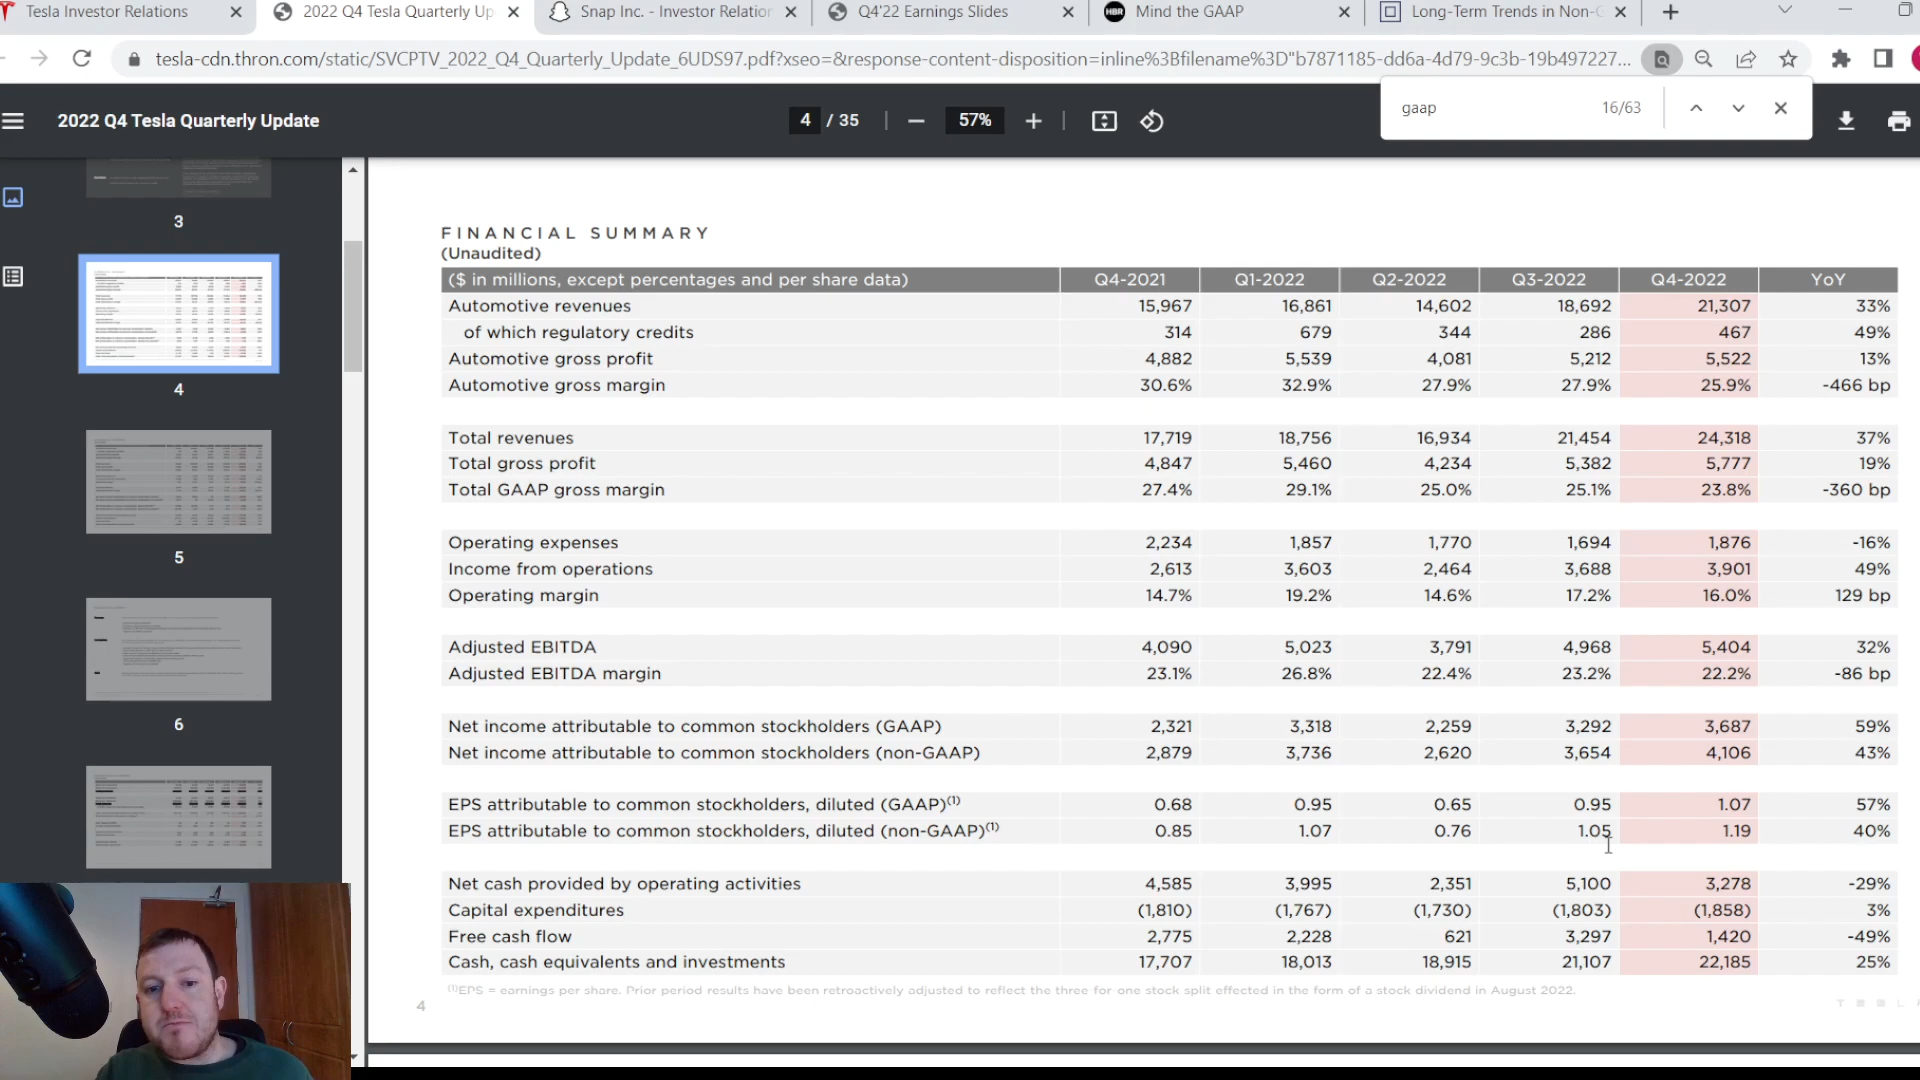 Tesla Investor Relations
2022 Q4 Tesla Quarterly Up
Snap Inc. - Investor Relation
Q4'22 Earnings Slides
HBR
Mind the GAAP
Long-Term Trends in Non-G
tesla-cdn.thron.com/static/SVCPTV_2022_Q4_Quarterly_Update_6UDS97.pdf?xseo=&response-content-disposition=inline%3Bfilename%3D"b7871185-dd6a-4d79-9c3b-19b497227...
gaap 16/63
2022 Q4 Tesla Quarterly Update
4 / 35
57%
3
4
5
6
FINANCIAL SUMMARY
(Unaudited)
($ in millions, except percentages and per share data) Q4-2021 Q1-2022 Q2-2022 Q3-2022 Q4-2022 YoY
Automotive revenues 15,967 16,861 14,602 18,692 21,307 33%
of which regulatory credits 314 679 344 286 467 49%
Automotive gross profit 4,882 5,539 4,081 5,212 5,522 13%
Automotive gross margin 30.6% 32.9% 27.9% 27.9% 25.9% -466 bp
Total revenues 17,719 18,756 16,934 21,454 24,318 37%
Total gross profit 4,847 5,460 4,234 5,382 5,777 19%
Total GAAP gross margin 27.4% 29.1% 25.0% 25.1% 23.8% -360 bp
Operating expenses 2,234 1,857 1,770 1,694 1,876 -16%
Income from operations 2,613 3,603 2,464 3,688 3,901 49%
Operating margin 14.7% 19.2% 14.6% 17.2% 16.0% 129 bp
Adjusted EBITDA 4,090 5,023 3,791 4,968 5,404 32%
Adjusted EBITDA margin 23.1% 26.8% 22.4% 23.2% 22.2% -86 bp
Net income attributable to common stockholders (GAAP) 2,321 3,318 2,259 3,292 3,687 59%
Net income attributable to common stockholders (non-GAAP) 2,879 3,736 2,620 3,654 4,106 43%
EPS attributable to common stockholders, diluted (GAAP)(1) 0.68 0.95 0.65 0.95 1.07 57%
EPS attributable to common stockholders, diluted (non-GAAP)(1) 0.85 1.07 0.76 1.05 1.19 40%
Net cash provided by operating activities 4,585 3,995 2,351 5,100 3,278 -29%
Capital expenditures (1,810) (1,767) (1,730) (1,803) (1,858) 3%
Free cash flow 2,775 2,228 621 3,297 1,420 -49%
Cash, cash equivalents and investments 17,707 18,013 18,915 21,107 22,185 25%
(1)EPS = earnings per share. Prior period results have been retroactively adjusted to reflect the three-for-one stock split effected in the form of a stock dividend in August 2022.
4